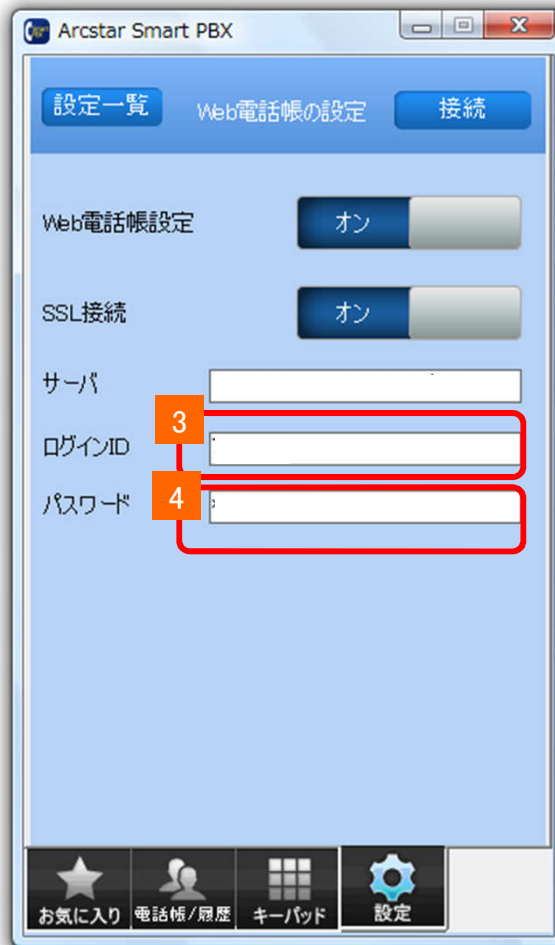 Arcstar Smart PBX
設定一覧 Web電話帳の設定 接続
Web電話帳設定 オン
SSL接続 オン
サーバ
3
ログインID
4
パスワード
お気に入り 電話帳/履歴 キーパッド 設定